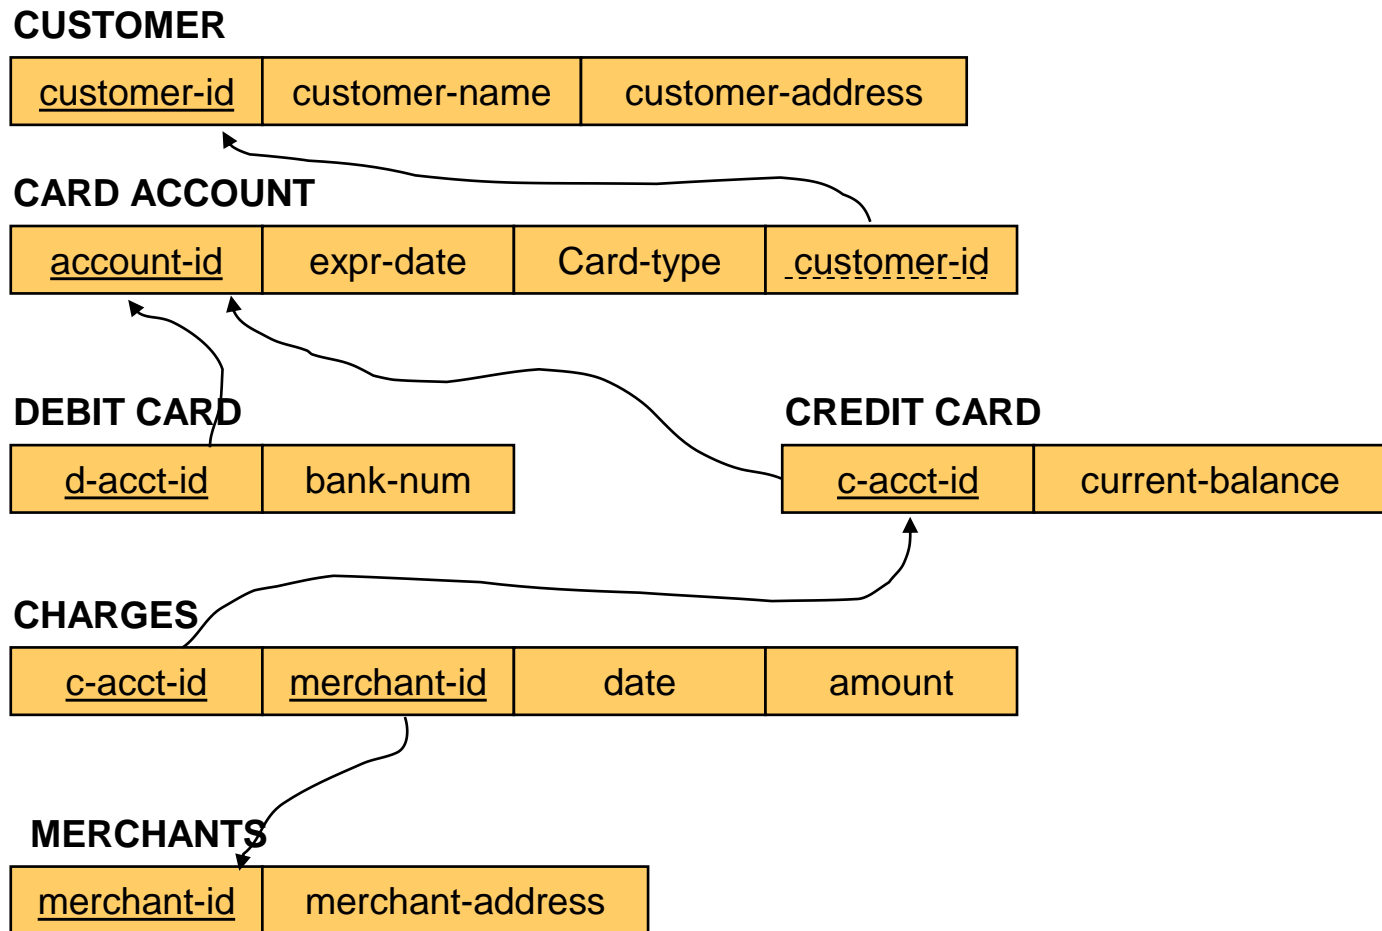 CUSTOMER
customer-id customer-name customer-address
CARD ACCOUNT
account-id expr-date Card-type customer-id
DEBIT CARD CREDIT CARD
d-acct-id bank-num c-acct-id current-balance
CHARGES
c-acct-id merchant-id date amount
MERCHANTS
merchant-id merchant-address